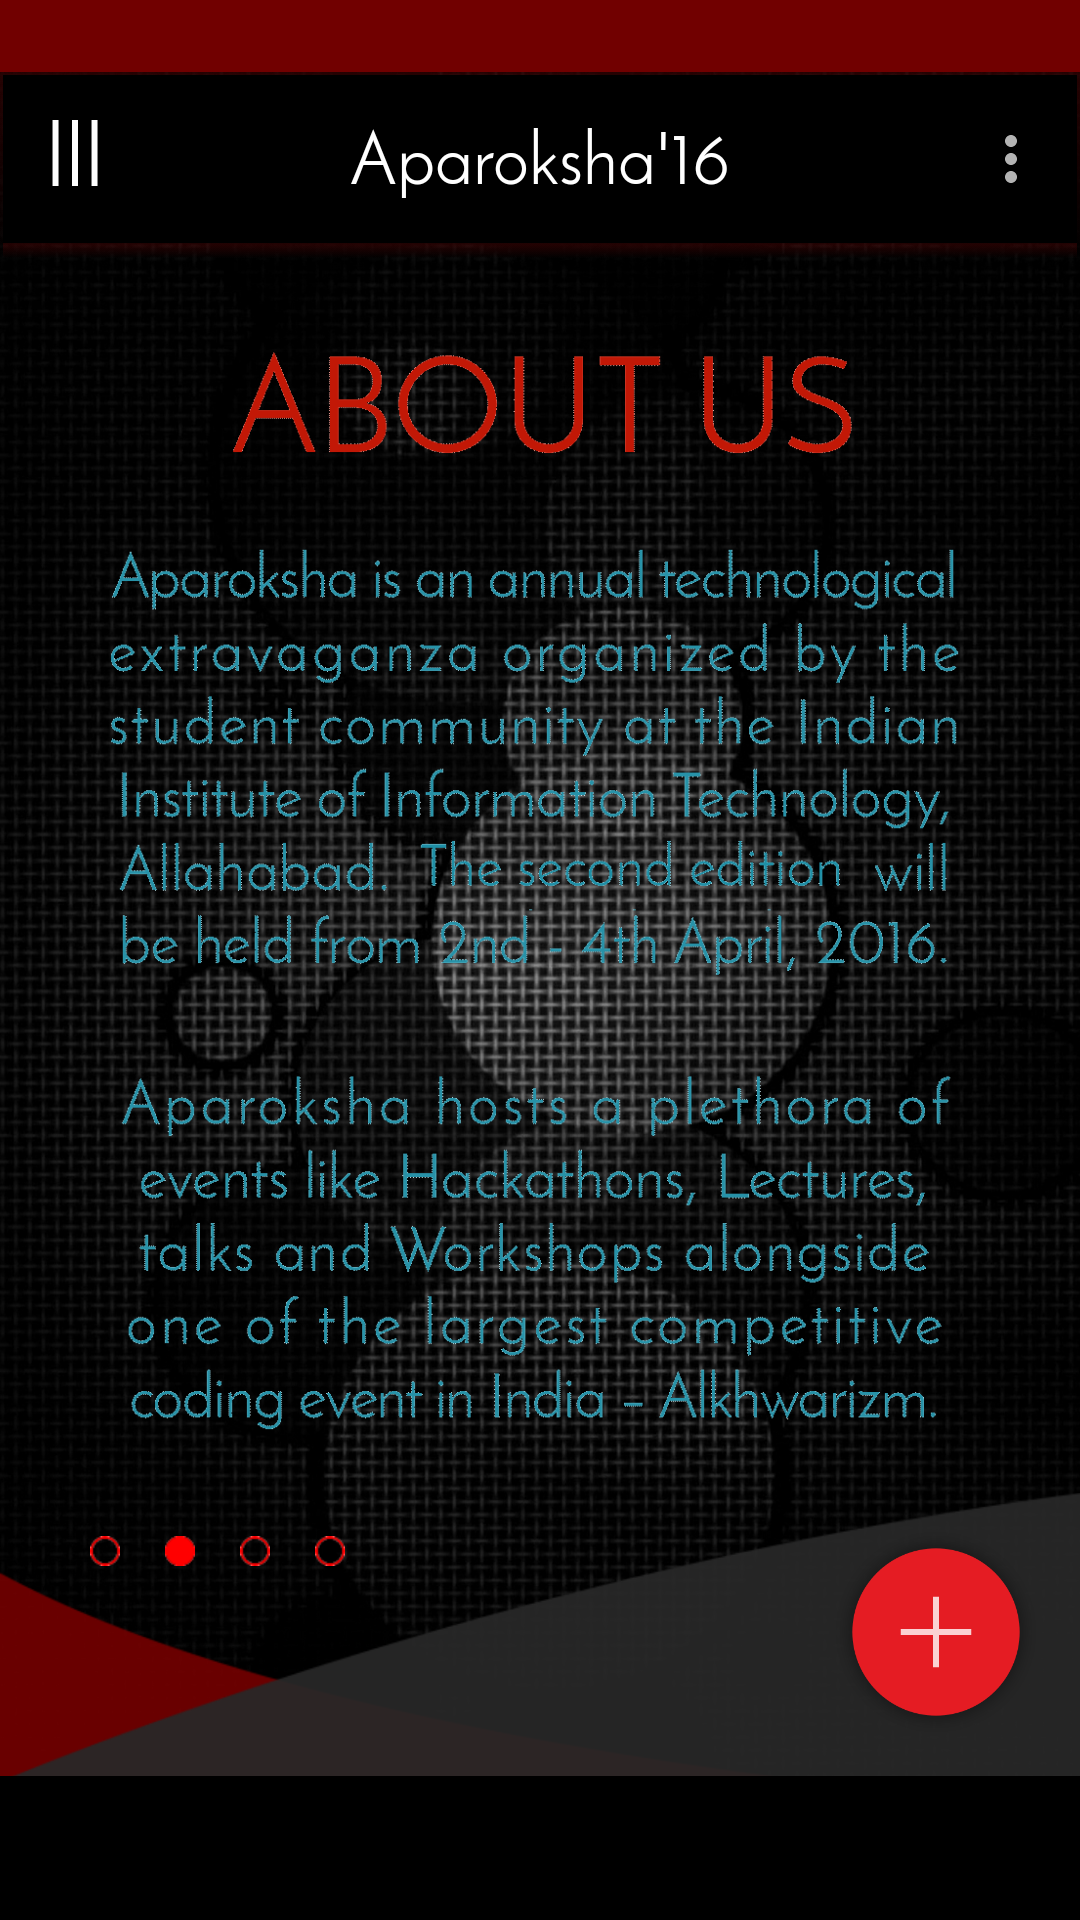 Aparoksha'16
ABOUT US
Aparoksha is an annual technological
extravaganza organized by the
student community at the Indian
Institute of Information Technology,
Allahabad. The second edition will
be held from 2nd - 4th April, 2016.
Aparoksha hosts a plethora of
events like Hackathons, Lectures,
talks and Workshops alongside
one of the largest competitive
coding event in India – Alkhwarizm.